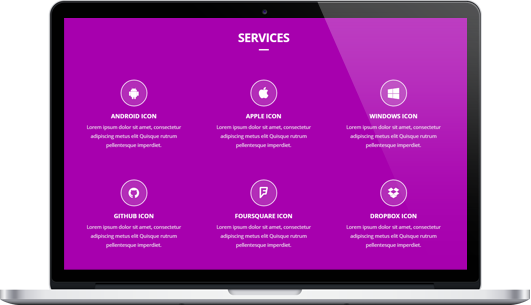 SERVICES
ANDROID ICON
APPLE ICON
WINDOWS ICON
Lorem ipsum dolor sit amet, consectetur
adipiscing metus elit Quisque rutrum
pellentesque imperdiet.
Lorem ipsum dolor sit amet, consectetur
adipiscing metus elit Quisque rutrum
pellentesque imperdiet.
Lorem ipsum dolor sit amet, consectetur
adipiscing metus elit Quisque rutrum
pellentesque imperdiet.
GITHUB ICON
FOURSQUARE ICON
DROPBOX ICON
Lorem ipsum dolor sit amet, consectetur
adipiscing metus elit Quisque rutrum
pellentesque imperdiet.
Lorem ipsum dolor sit amet, consectetur
adipiscing metus elit Quisque rutrum
pellentesque imperdiet.
Lorem ipsum dolor sit amet, consectetur
adipiscing metus elit Quisque rutrum
pellentesque imperdiet.